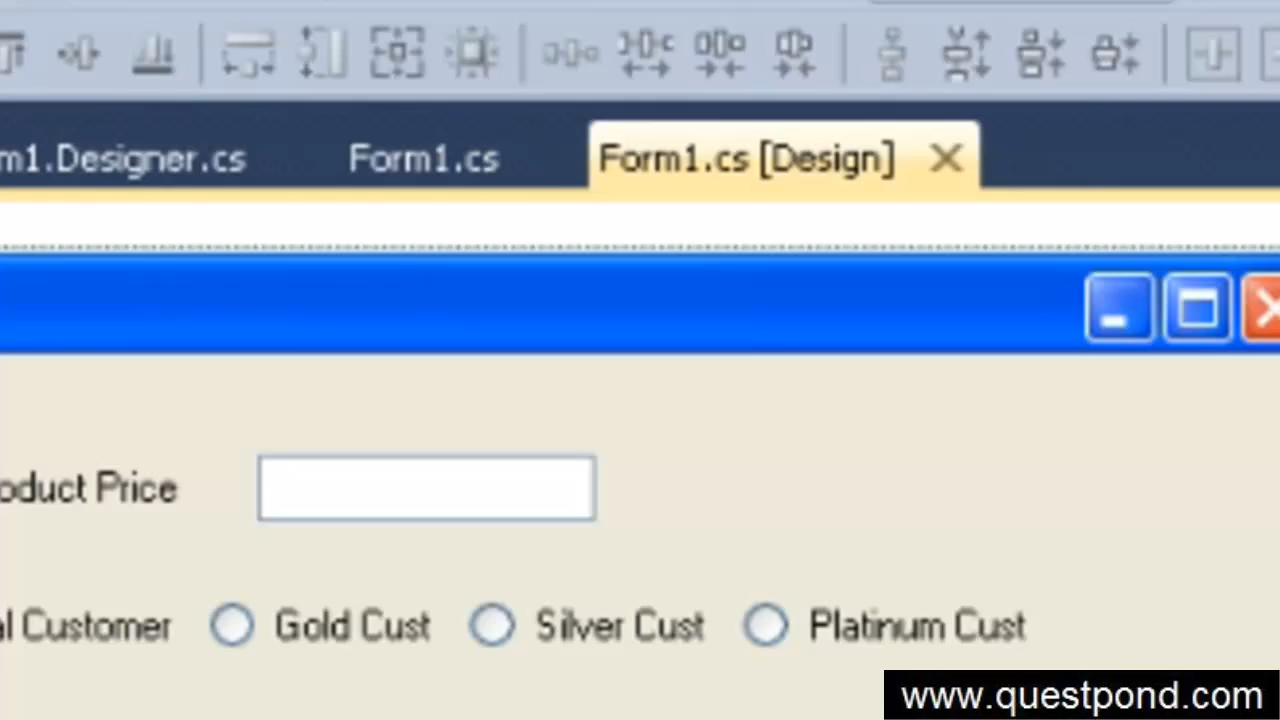 m1.Designer.cs Form1.cs Form1.cs [Design]
oduct Price
al Customer Gold Cust Silver Cust Platinum Cust
www.questpond.com